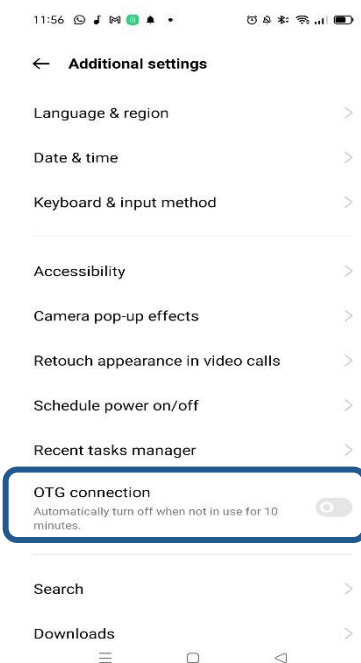 11:56
Additional settings
Language & region
Date & time
Keyboard & input method
Accessibility
Camera pop-up effects
Retouch appearance in video calls
Schedule power on/off
Recent tasks manager
OTG connection
Automatically turn off when not in use for 10
minutes.
Search
Downloads